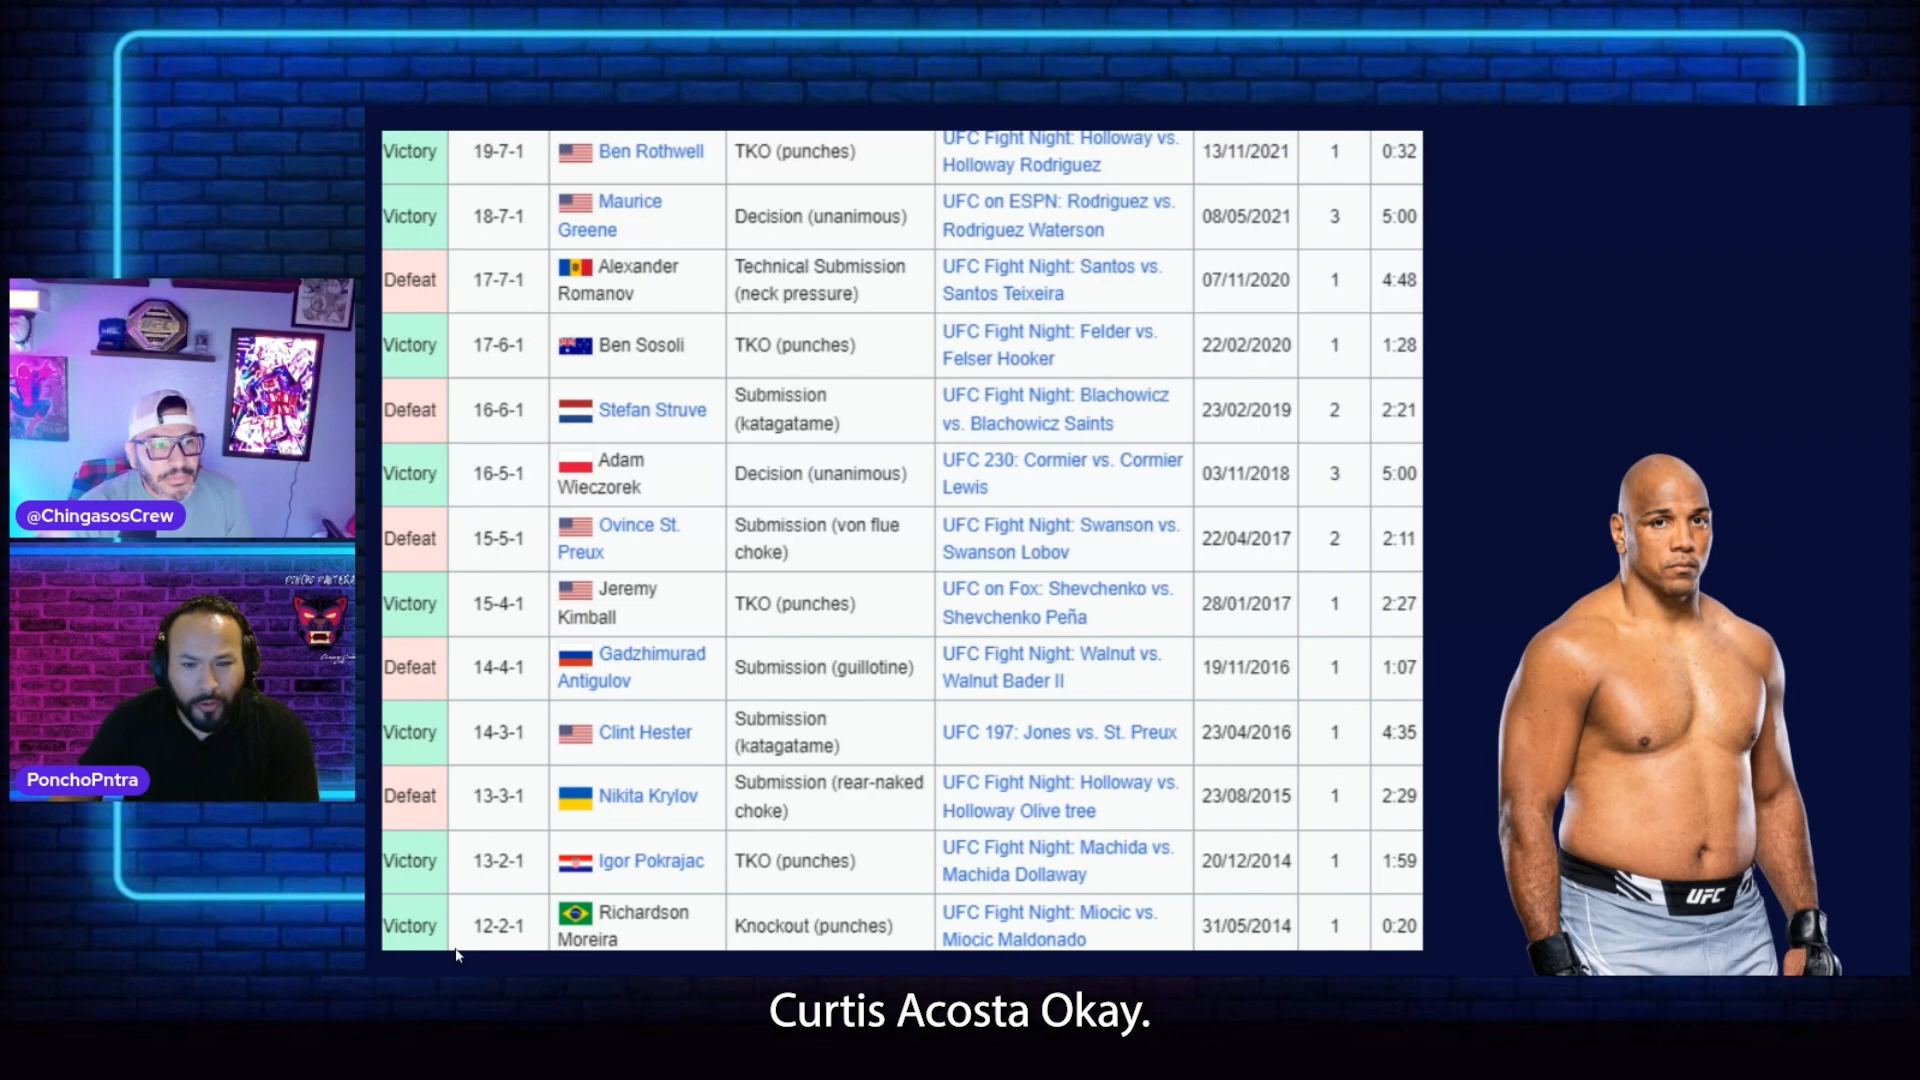 Victory 19-7-1 Ben Rothwell TKO (punches) UFC Fight Night: Holloway vs. Holloway Rodriguez 13/11/2021 1 0:32
Victory 18-7-1 Maurice Greene Decision (unanimous) UFC on ESPN: Rodriguez vs. Rodriguez Waterson 08/05/2021 3 5:00
Defeat 17-7-1 Alexander Romanov Technical Submission (neck pressure) UFC Fight Night: Santos vs. Santos Teixeira 07/11/2020 1 4:48
Victory 17-6-1 Ben Sosoli TKO (punches) UFC Fight Night: Felder vs. Felser Hooker 22/02/2020 1 1:28
Defeat 16-6-1 Stefan Struve Submission (katagatame) UFC Fight Night: Blachowicz vs. Blachowicz Saints 23/02/2019 2 2:21
Victory 16-5-1 Adam Wieczorek Decision (unanimous) UFC 230: Cormier vs. Cormier Lewis 03/11/2018 3 5:00
Defeat 15-5-1 Ovince St. Preux Submission (von flue choke) UFC Fight Night: Swanson vs. Swanson Lobov 22/04/2017 2 2:11
Victory 15-4-1 Jeremy Kimball TKO (punches) UFC on Fox: Shevchenko vs. Shevchenko Peña 28/01/2017 1 2:27
Defeat 14-4-1 Gadzhimurad Antigulov Submission (guillotine) UFC Fight Night: Walnut vs. Walnut Bader II 19/11/2016 1 1:07
Victory 14-3-1 Clint Hester Submission (katagatame) UFC 197: Jones vs. St. Preux 23/04/2016 1 4:35
Defeat 13-3-1 Nikita Krylov Submission (rear-naked choke) UFC Fight Night: Holloway vs. Holloway Olive tree 23/08/2015 1 2:29
Victory 13-2-1 Igor Pokrajac TKO (punches) UFC Fight Night: Machida vs. Machida Dollaway 20/12/2014 1 1:59
Victory 12-2-1 Richardson Moreira Knockout (punches) UFC Fight Night: Miocic vs. Miocic Maldonado 31/05/2014 1 0:20
@ChingasosCrew
PSYCHO PANTERA
PonchoPntra
UFC
Curtis Acosta Okay.